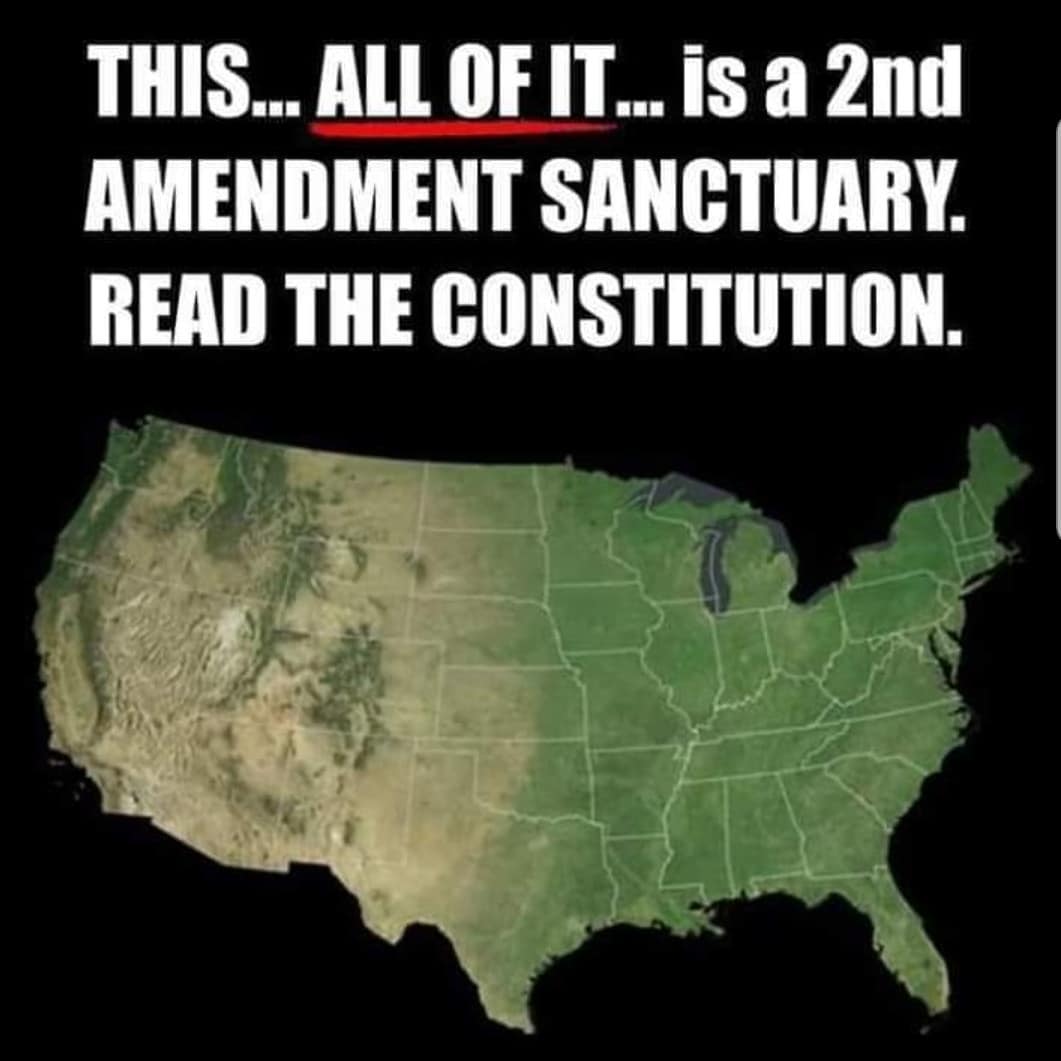 THIS... ALL OF IT... is a 2nd
AMENDMENT SANCTUARY.
READ THE CONSTITUTION.